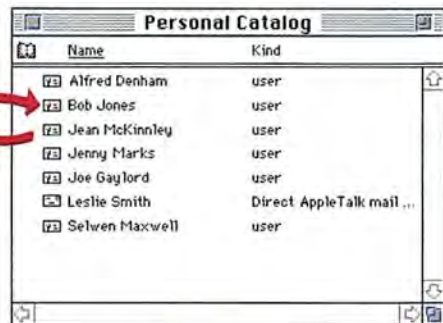 Personal Catalog
Name Kind
Alfred Denham user
Bob Jones user
Jean McKinnley user
Jenny Marks user
Joe Gaylord user
Leslie Smith Direct AppleTalk mail ...
Selwen Maxwell user